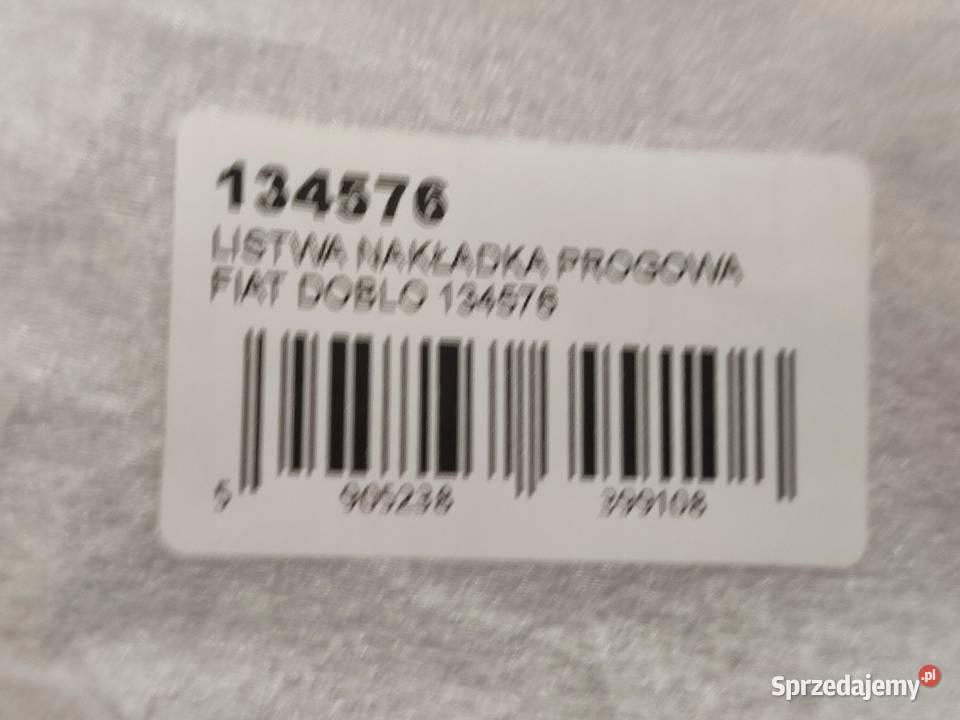 134576
LISTWA NAKŁADKA PROGOWA
FIAT DOBLO 134576
5 905238 399108
Sprzedajemy.pl